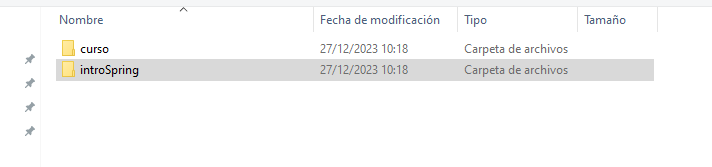 Nombre Fecha de modificación Tipo Tamaño
curso 27/12/2023 10:18 Carpeta de archivos
introSpring 27/12/2023 10:18 Carpeta de archivos